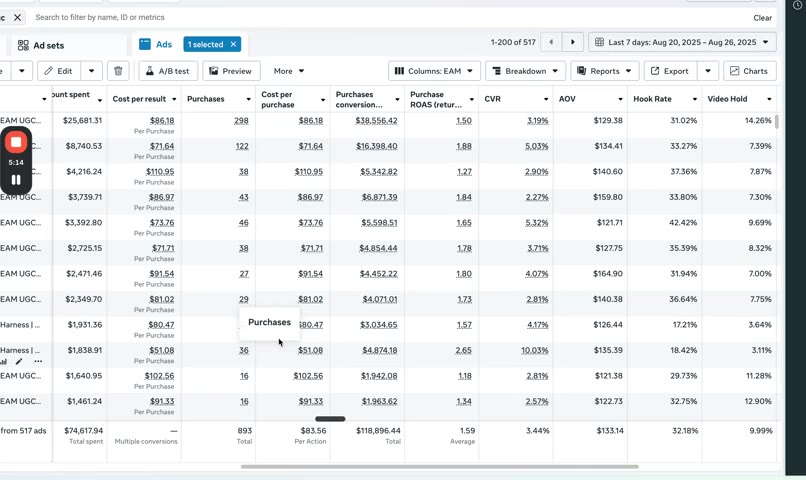 c ✕ Search to filter by name, ID or metrics Clear
Ad sets Ads 1 selected ✕ 1-200 of 517 Last 7 days: Aug 20, 2025 – Aug 26, 2025
e Edit A/B test Preview More Columns: EAM Breakdown Reports Export Charts
ount spent Cost per result Purchases Cost per purchase Purchases conversion... Purchase ROAS (retur... CVR AOV Hook Rate Video Hold
EAM UGC... $25,681.31 $86.18 298 $86.18 $38,556.42 1.50 3.19% $129.38 31.02% 14.26%
Per Purchase
EAM UGC... $8,740.53 $71.64 122 $71.64 $16,398.40 1.88 5.03% $134.41 33.27% 7.39%
Per Purchase
5:14 $4,216.24 $110.95 38 $110.95 $5,342.82 1.27 2.90% $140.60 37.36% 7.87%
Per Purchase
EAM UGC... $3,739.71 $86.97 43 $86.97 $6,871.39 1.84 2.27% $159.80 33.80% 7.30%
Per Purchase
EAM UGC... $3,392.80 $73.76 46 $73.76 $5,598.51 1.65 5.32% $121.71 42.42% 9.69%
Per Purchase
EAM UGC... $2,725.15 $71.71 38 $71.71 $4,854.44 1.78 3.71% $127.75 35.39% 8.32%
Per Purchase
EAM UGC... $2,471.46 $91.54 27 $91.54 $4,452.22 1.80 4.07% $164.90 31.94% 7.00%
Per Purchase
EAM UGC... $2,349.70 $81.02 29 $81.02 $4,071.01 1.73 2.81% $140.38 36.64% 7.75%
Per Purchase
Harness | ... $1,931.36 $80.47 Purchases $80.47 $3,034.65 1.57 4.17% $126.44 17.21% 3.64%
Per Purchase
Harness | ... $1,838.91 $51.08 36 $51.08 $4,874.18 2.65 10.03% $135.39 18.42% 3.11%
Per Purchase
EAM UGC... $1,640.95 $102.56 16 $102.56 $1,942.08 1.18 2.81% $121.38 29.73% 11.28%
Per Purchase
EAM UGC... $1,461.24 $91.33 16 $91.33 $1,963.62 1.34 2.57% $122.73 32.75% 12.90%
Per Purchase
from 517 ads $74,617.94 — 893 $83.56 $118,896.44 1.59 3.44% $133.14 32.18% 9.99%
Total spent Multiple conversions Total Per Action Total Average